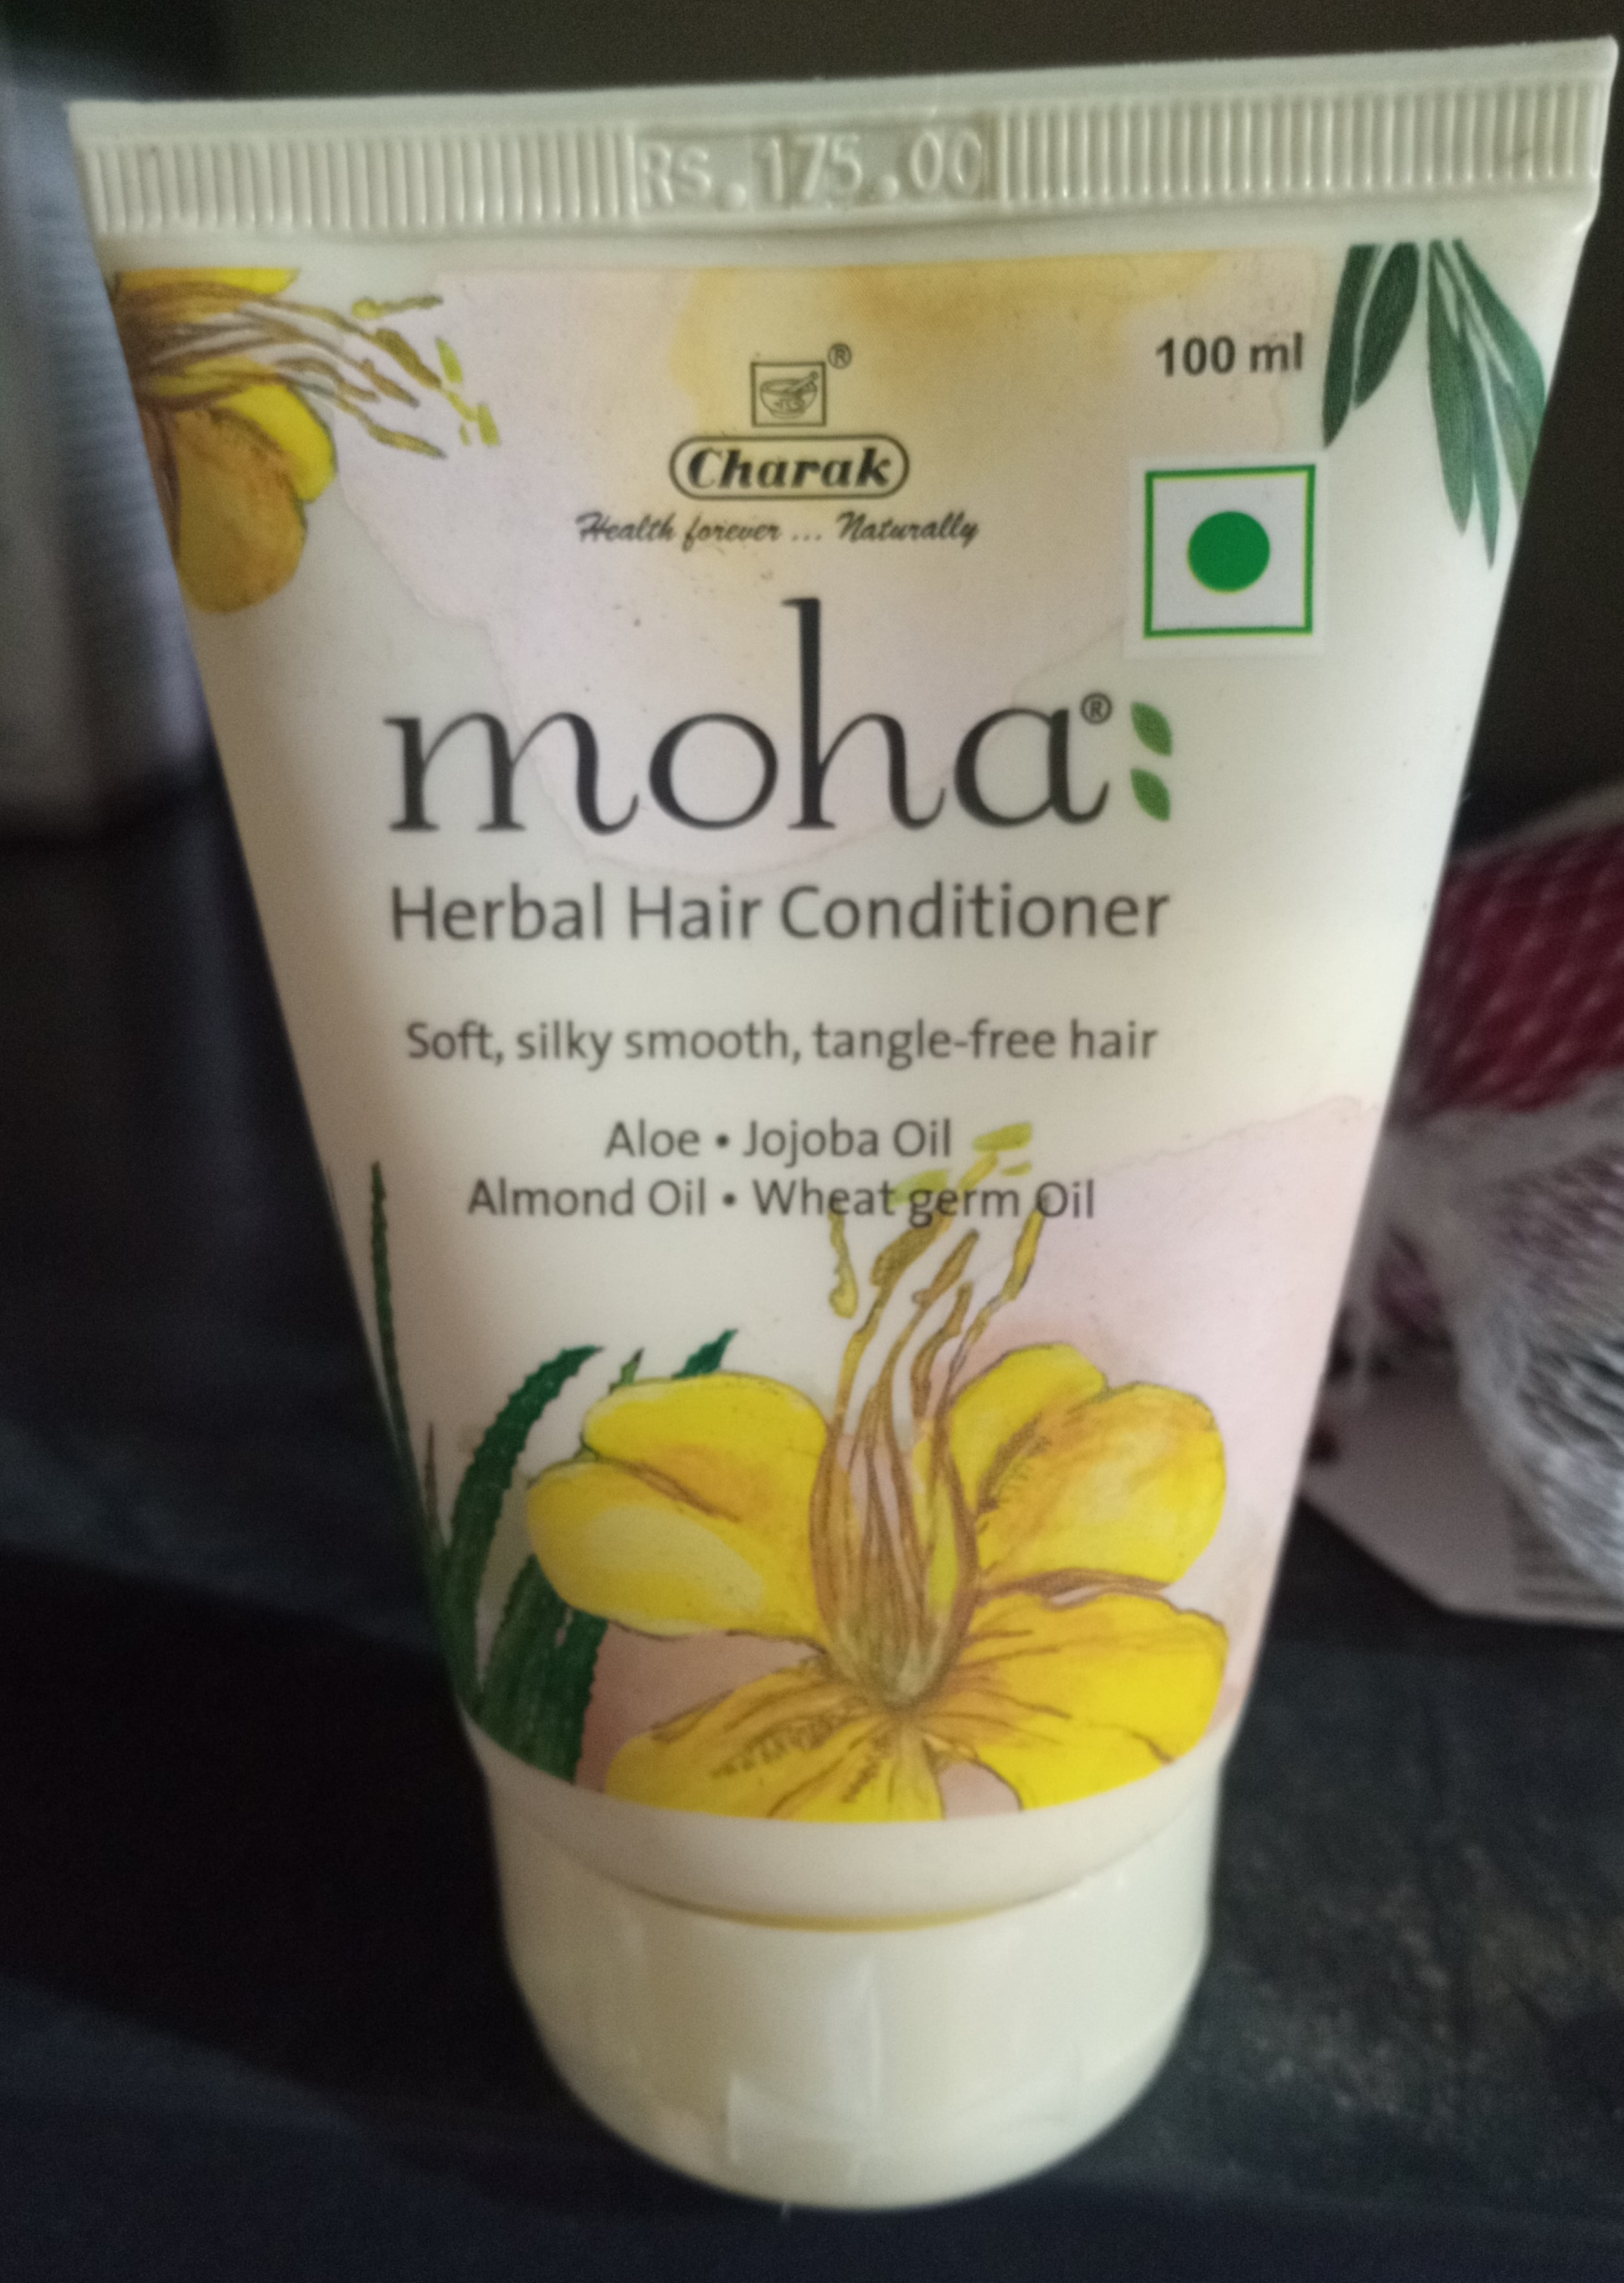 RS.175.00
100 ml
®
Charak
Health forever ... Naturally
moha®
Herbal Hair Conditioner
Soft, silky smooth, tangle-free hair
Aloe • Jojoba Oil
Almond Oil • Wheat germ Oil